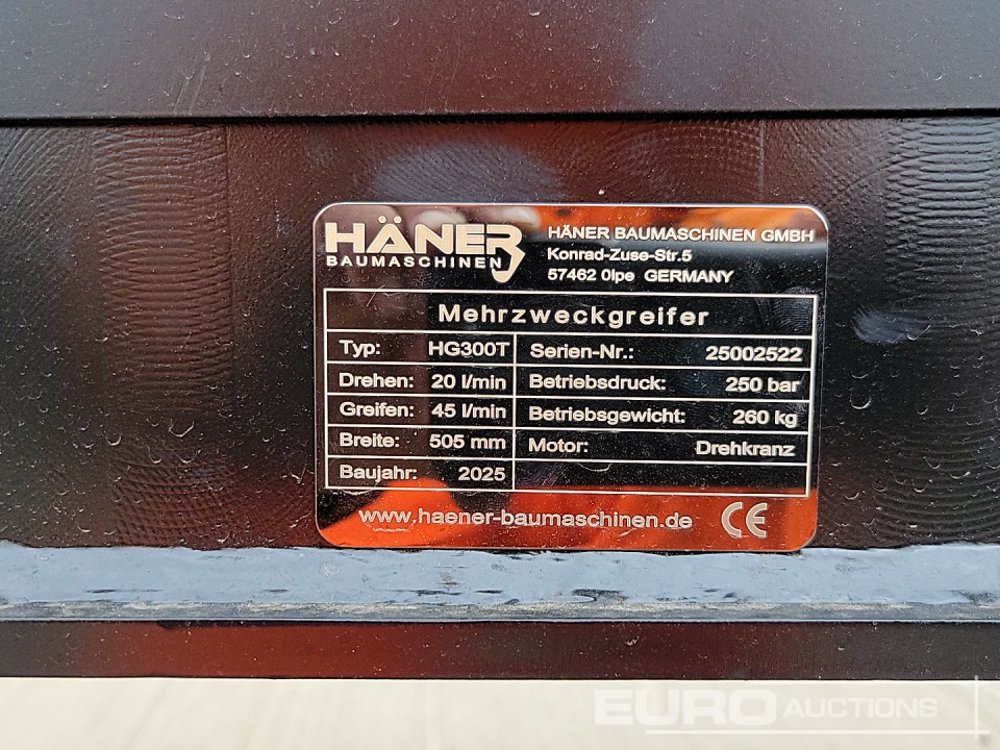 HÄNER
BAUMASCHINEN
HÄNER BAUMASCHINEN GMBH
Konrad-Zuse-Str.5
57462 Olpe GERMANY
Mehrzweckgreifer
Typ: HG300T Serien-Nr.: 25002522
Drehen: 20 l/min Betriebsdruck: 250 bar
Greifen: 45 l/min Betriebsgewicht: 260 kg
Breite: 505 mm Motor: Drehkranz
Baujahr: 2025
www.haener-baumaschinen.de CE
EURO AUCTIONS